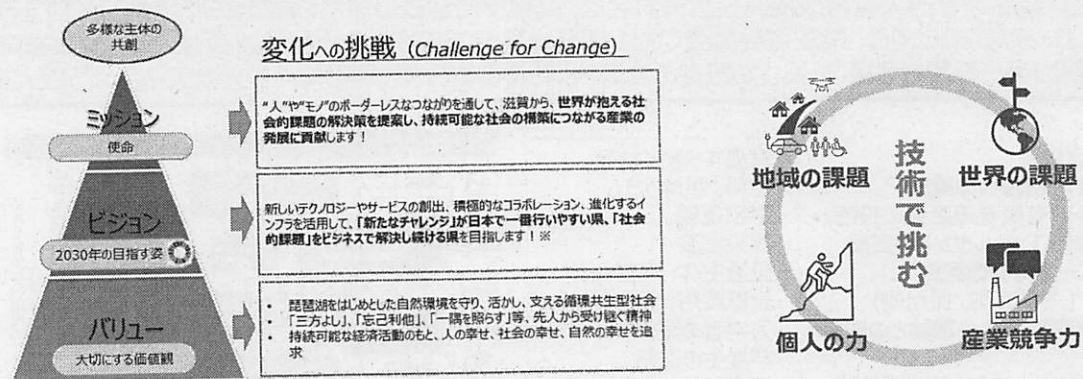 多様な主体の
共創
変化への挑戦 (Challenge for Change)
ミッション
使命
"人"や"モノ"のボーダーレスなつながりを通して、滋賀から、世界が抱える社
会的課題の解決策を提案し、持続可能な社会の構築につながる産業の
発展に貢献します!
ビジョン
2030年の目指す姿
新しいテクノロジーやサービスの創出、積極的なコラボレーション、進化するイ
ンフラを活用して、「新たなチャレンジ」が日本で一番行いやすい県、「社会
的課題」をビジネスで解決し続ける県を目指します!※
バリュー
大切にする価値観
・ 琵琶湖をはじめとした自然環境を守り、活かし、支える循環共生型社会
・ 「三方よし」、「忘己利他」、「一隅を照らす」等、先人から受け継ぐ精神
・ 持続可能な経済活動のもと、人の幸せ、社会の幸せ、自然の幸せを追
求
地域の課題
世界の課題
技術で挑む
個人の力
産業競争力